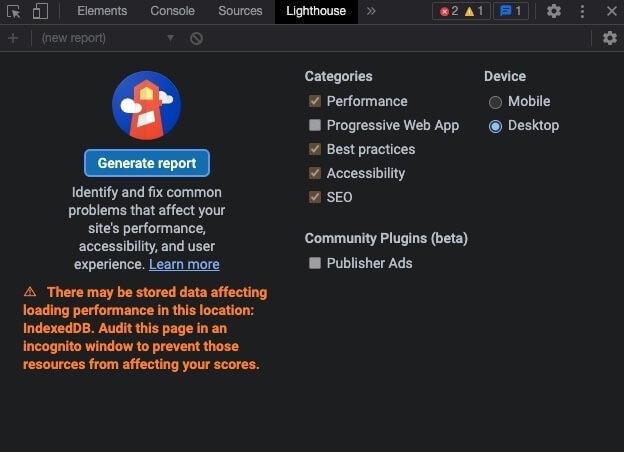 Elements Console Sources Lighthouse » 2 1 1
(new report)
Categories Device
Performance Mobile
Progressive Web App Desktop
Best practices
Accessibility
SEO
Community Plugins (beta)
Publisher Ads
Generate report
Identify and fix common
problems that affect your
site's performance,
accessibility, and user
experience. Learn more
There may be stored data affecting
loading performance in this location:
IndexedDB. Audit this page in an
incognito window to prevent those
resources from affecting your scores.